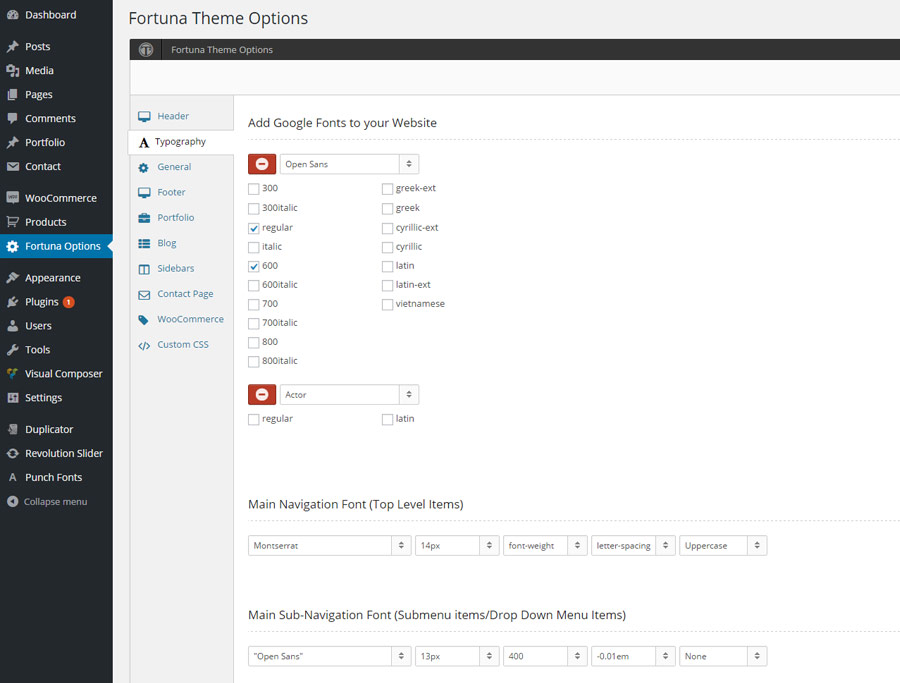 Dashboard
Posts
Media
Pages
Comments
Portfolio
Contact
WooCommerce
Products
Fortuna Options
Appearance
Plugins 1
Users
Tools
Visual Composer
Settings
Duplicator
Revolution Slider
Punch Fonts
Collapse menu
Fortuna Theme Options
Fortuna Theme Options
Header
Typography
General
Footer
Portfolio
Blog
Sidebars
Contact Page
WooCommerce
Custom CSS
Add Google Fonts to your Website
Open Sans
300 greek-ext
300italic greek
regular cyrillic-ext
italic cyrillic
600 latin
600italic latin-ext
700 vietnamese
700italic
800
800italic
Actor
regular latin
Main Navigation Font (Top Level Items)
Montserrat 14px font-weight letter-spacing Uppercase
Main Sub-Navigation Font (Submenu items/Drop Down Menu Items)
"Open Sans" 13px 400 -0.01em None